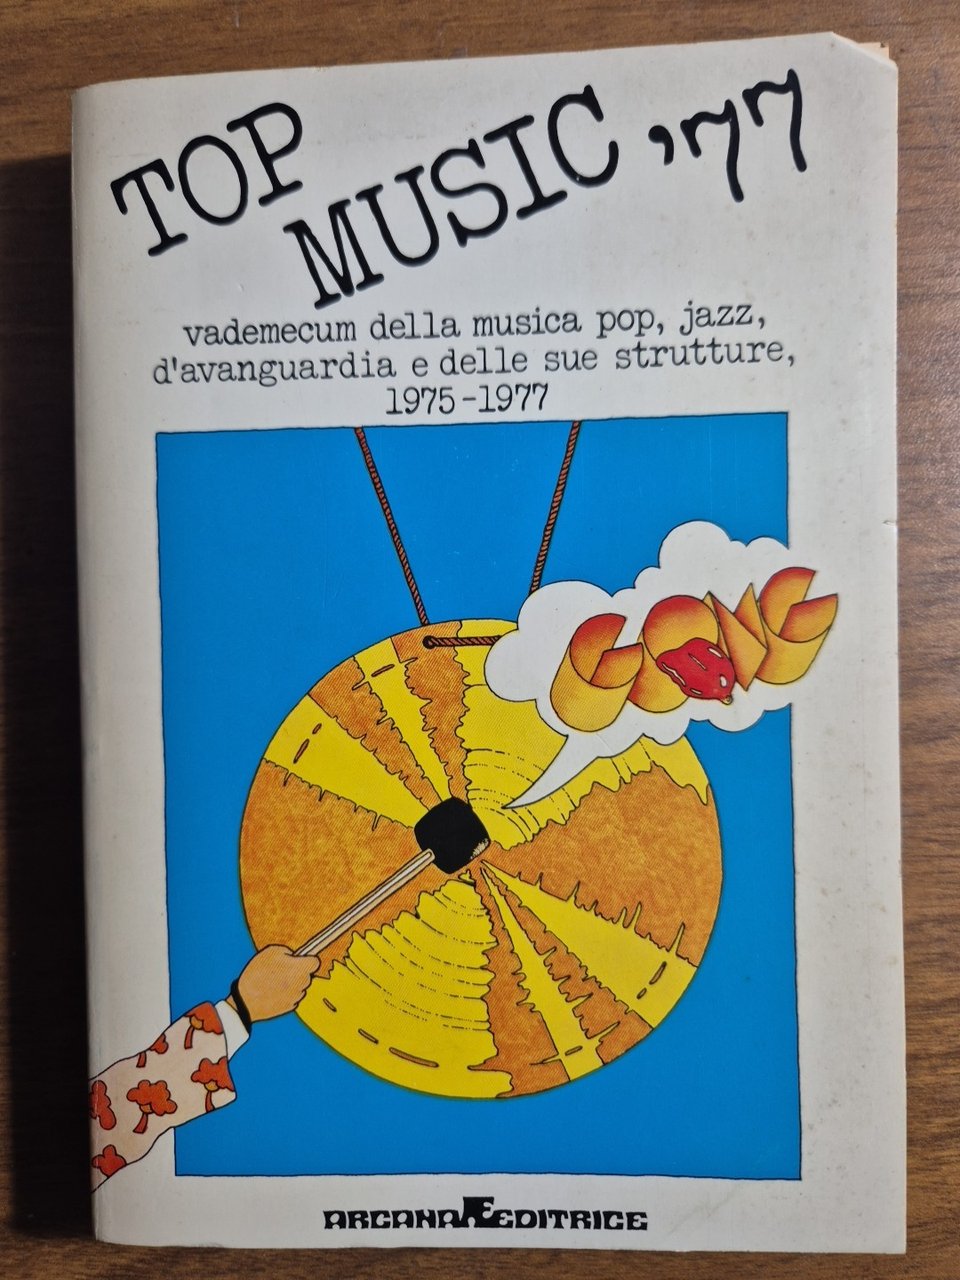 TOP
MUSIC '77
vademecum della musica pop, jazz,
d'avanguardia e delle sue strutture,
1975-1977
GONG
ARCANA EDITRICE